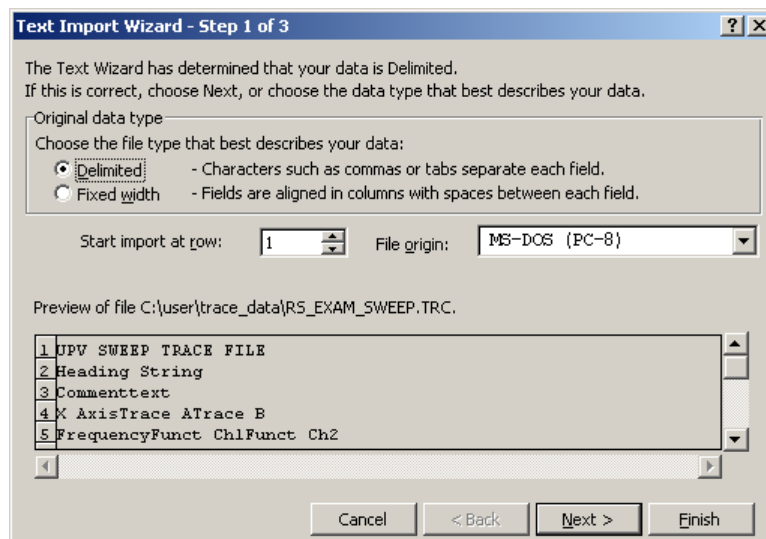 Text Import Wizard - Step 1 of 3
The Text Wizard has determined that your data is Delimited.
If this is correct, choose Next, or choose the data type that best describes your data.
Original data type
Choose the file type that best describes your data:
Delimited - Characters such as commas or tabs separate each field.
Fixed width - Fields are aligned in columns with spaces between each field.
Start import at row: 1 File origin: MS-DOS (PC-8)
Preview of file C:\user\trace_data\RS_EXAM_SWEEP.TRC.
1 UPV SWEEP TRACE FILE
2 Heading String
3 Commenttext
4 X AxisTrace ATrace B
5 FrequencyFunct Ch1Funct Ch2
Cancel < Back Next > Finish